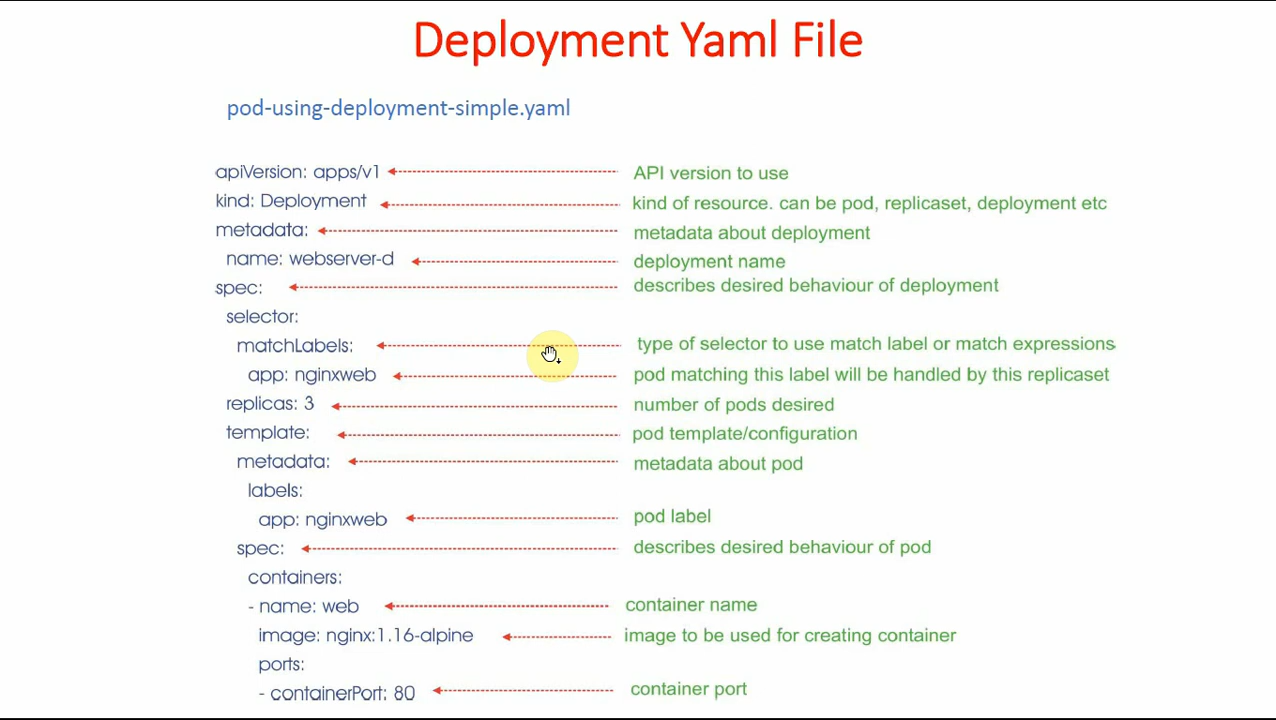 Deployment Yaml File
pod-using-deployment-simple.yaml
apiVersion: apps/v1 API version to use
kind: Deployment kind of resource. can be pod, replicaset, deployment etc
metadata: metadata about deployment
name: webserver-d deployment name
spec: describes desired behaviour of deployment
selector:
matchLabels: type of selector to use match label or match expressions
app: nginxweb pod matching this label will be handled by this replicaset
replicas: 3 number of pods desired
template: pod template/configuration
metadata: metadata about pod
labels:
app: nginxweb pod label
spec: describes desired behaviour of pod
containers:
- name: web container name
image: nginx:1.16-alpine image to be used for creating container
ports:
- containerPort: 80 container port